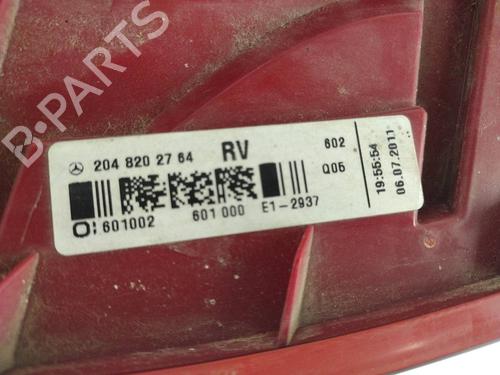 B-PARTS
204 820 27 64 RV 602
Q05
601002 601 000 E1-2937
19:55:54
06.07.2011